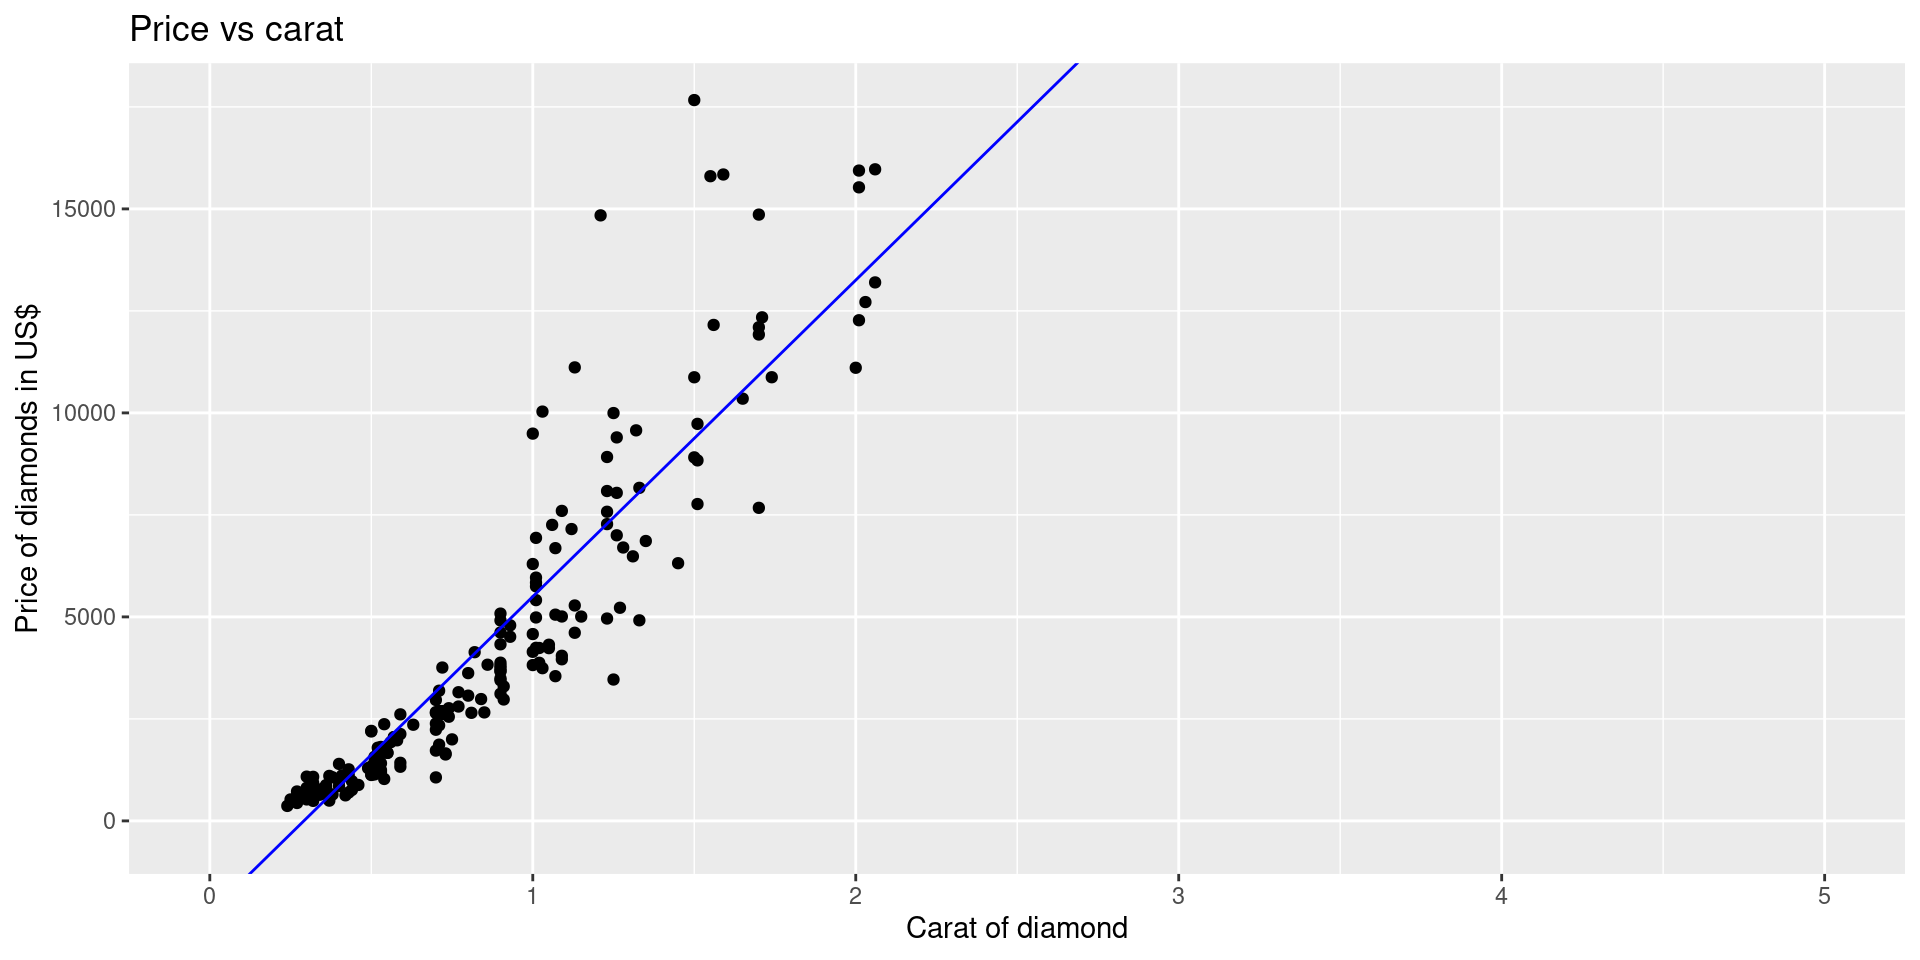 Price vs carat
Price of diamonds in US$
15000
10000
5000
0
0 1 2 3 4 5
Carat of diamond